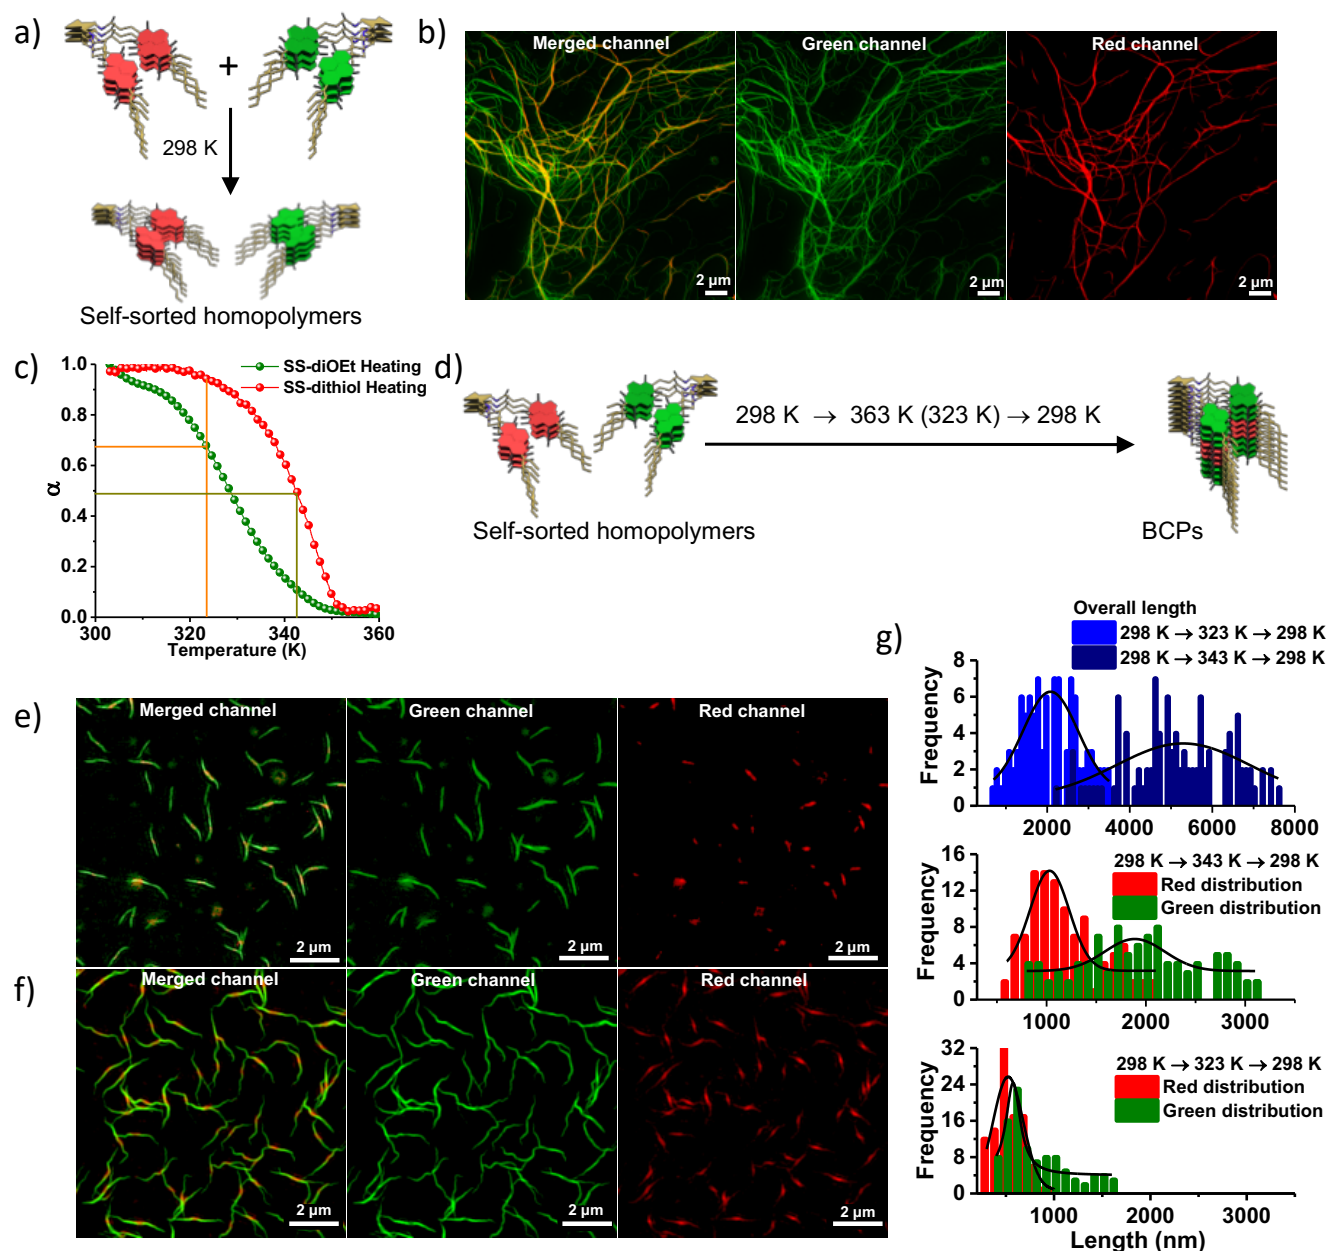 a)
+
298 K
Self-sorted homopolymers
b)
Merged channel
Green channel
Red channel
2 µm
2 µm
2 µm
c)
SS-diOEt Heating
SS-dithiol Heating
1.0
0.8
0.6
0.4
0.2
0.0
α
300
320
340
360
Temperature (K)
d)
298 K → 363 K (323 K) → 298 K
Self-sorted homopolymers
BCPs
e)
Merged channel
Green channel
Red channel
2 µm
2 µm
2 µm
f)
Merged channel
Green channel
Red channel
2 µm
2 µm
2 µm
g)
Overall length
298 K → 323 K → 298 K
298 K → 343 K → 298 K
Frequency
8
6
4
2
0
2000
4000
6000
8000
298 K → 343 K → 298 K
Red distribution
Green distribution
Frequency
16
12
8
4
0
1000
2000
3000
298 K → 323 K → 298 K
Red distribution
Green distribution
Frequency
32
24
16
8
0
1000
2000
3000
Length (nm)